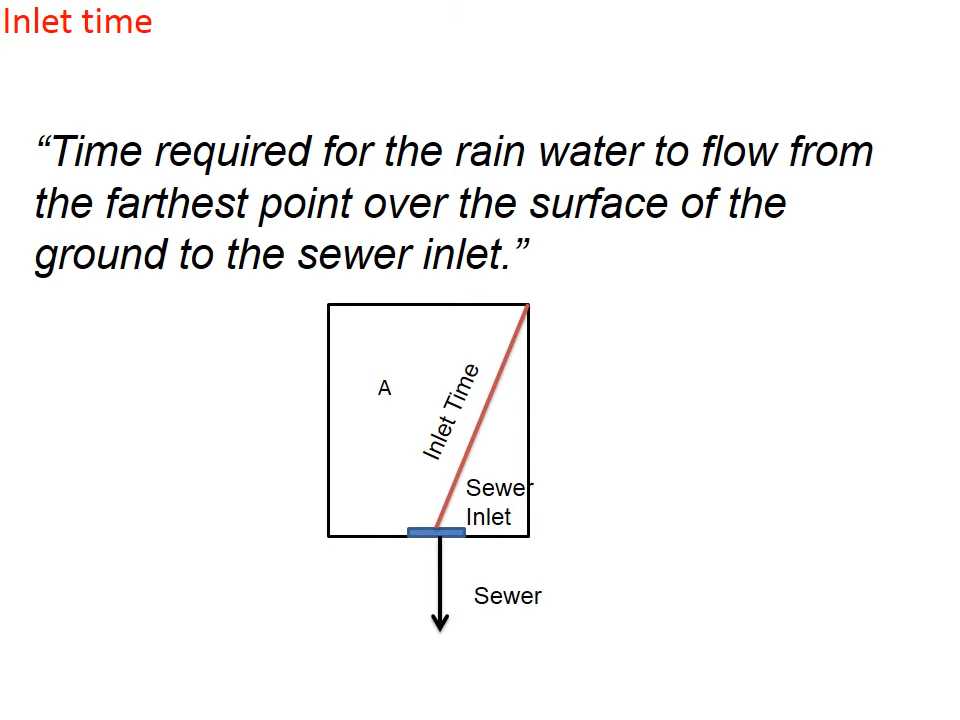 Inlet time
“Time required for the rain water to flow from
the farthest point over the surface of the
ground to the sewer inlet.”
A
Inlet Time
Sewer
Inlet
Sewer